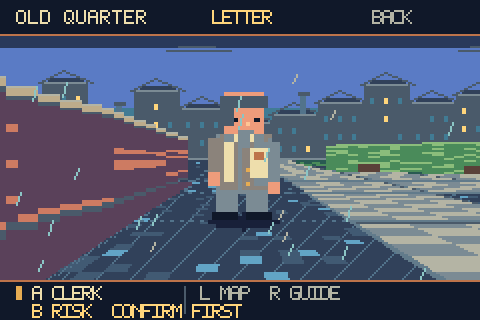 OLD QUARTER LETTER BACK
A CLERK L MAP R GUIDE
B RISK CONFIRM FIRST